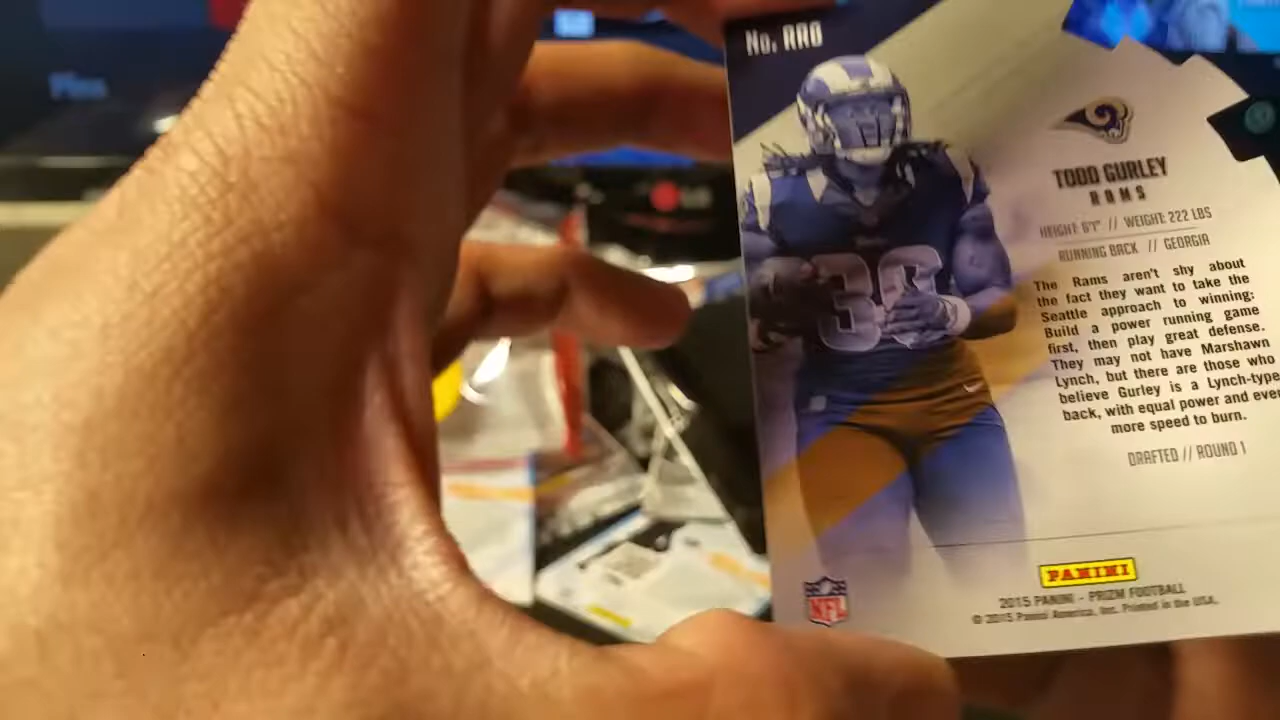 No. RR8
TODD GURLEY
RAMS
HEIGHT: 6'1" // WEIGHT: 222 LBS
RUNNING BACK // GEORGIA
The Rams aren't shy about
the fact they want to take the
Seattle approach to winning:
Build a power running game
first, then play great defense.
They may not have Marshawn
Lynch, but there are those who
believe Gurley is a Lynch-type
back, with equal power and even
more speed to burn.
DRAFTED // ROUND 1
36
PANINI
NFL
2015 PANINI - PRIZM FOOTBALL
© 2015 Panini America, Inc. Printed in the USA.